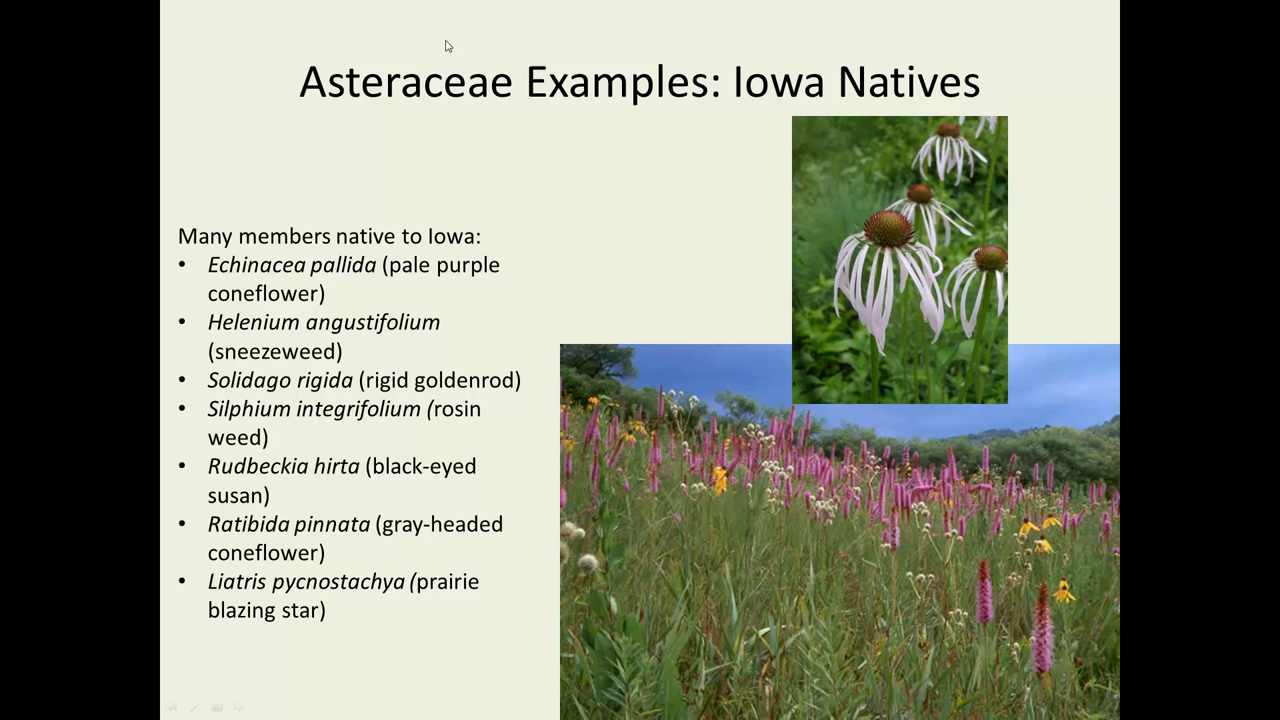 Asteraceae Examples: Iowa Natives
Many members native to Iowa:
• Echinacea pallida (pale purple
coneflower)
• Helenium angustifolium
(sneezeweed)
• Solidago rigida (rigid goldenrod)
• Silphium integrifolium (rosin
weed)
• Rudbeckia hirta (black-eyed
susan)
• Ratibida pinnata (gray-headed
coneflower)
• Liatris pycnostachya (prairie
blazing star)